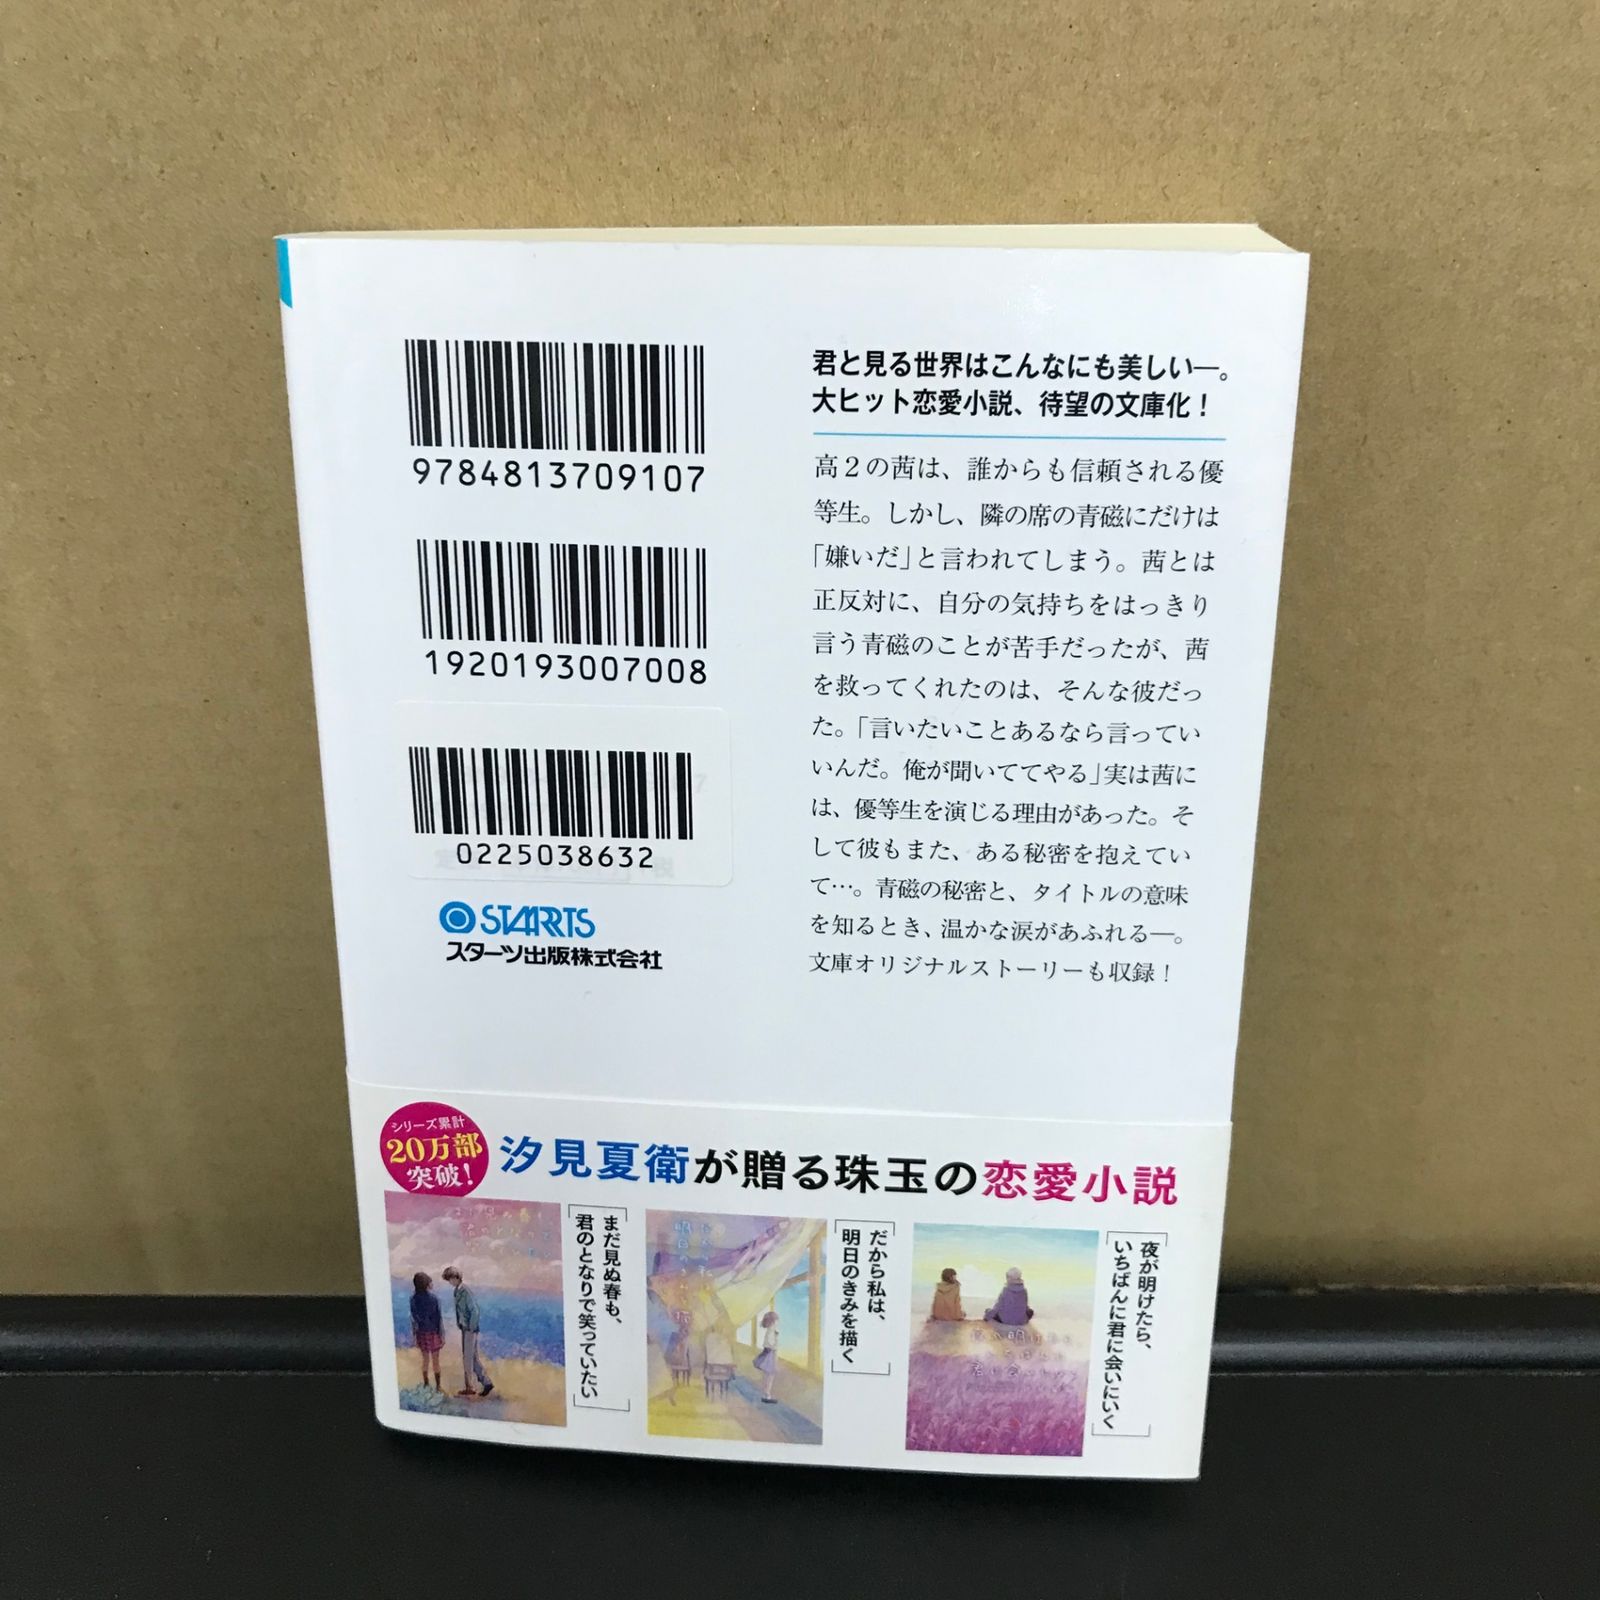 9784813709107
1920193007008
0225038632
STARTS
スターツ出版株式会社
君と見る世界はこんなにも美しい―。
大ヒット恋愛小説、待望の文庫化！
高２の茜は、誰からも信頼される優
等生。しかし、隣の席の青磁にだけは
「嫌いだ」と言われてしまう。茜とは
正反対に、自分の気持ちをはっきり
言う青磁のことが苦手だったが、茜
を救ってくれたのは、そんな彼だっ
た。「言いたいことあるなら言ってい
いんだ。俺が聞いててやる」実は茜に
は、優等生を演じる理由があった。そ
して彼もまた、ある秘密を抱えてい
て…。青磁の秘密と、タイトルの意味
を知るとき、温かな涙があふれる―。
文庫オリジナルストーリーも収録！
シリーズ累計
20万部
突破！
汐見夏衛が贈る珠玉の恋愛小説
夜が明けたら、
いちばんに君に会いにいく
だから私は、
明日のきみを描く
まだ見ぬ春も、
君のとなりで笑っていたい